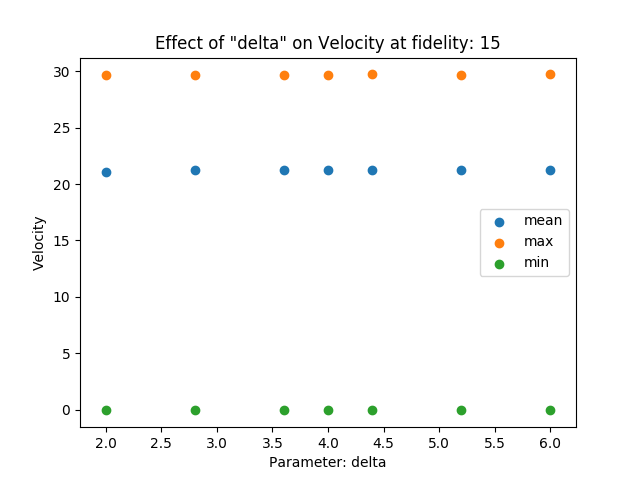 Effect of "delta" on Velocity at fidelity: 15
30
25
20
15
10
5
0
Velocity
mean
max
min
2.0 2.5 3.0 3.5 4.0 4.5 5.0 5.5 6.0
Parameter: delta